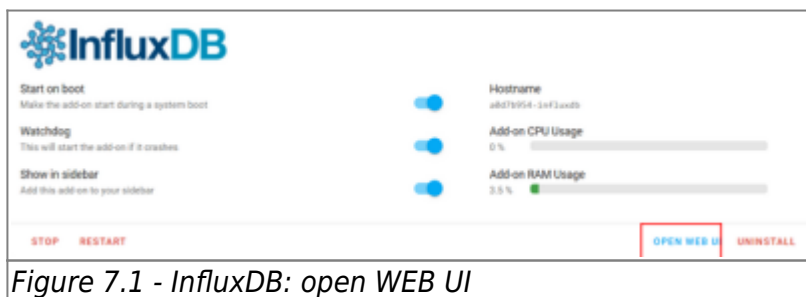 InfluxDB
Start on boot
Make the add-on start during a system boot
Hostname
a0d7b954-influxdb
Watchdog
This will start the add-on if it crashes
Add-on CPU Usage
0 %
Show in sidebar
Add this add-on to your sidebar
Add-on RAM Usage
3.5 %
STOP RESTART OPEN WEB UI UNINSTALL
Figure 7.1 - InfluxDB: open WEB UI